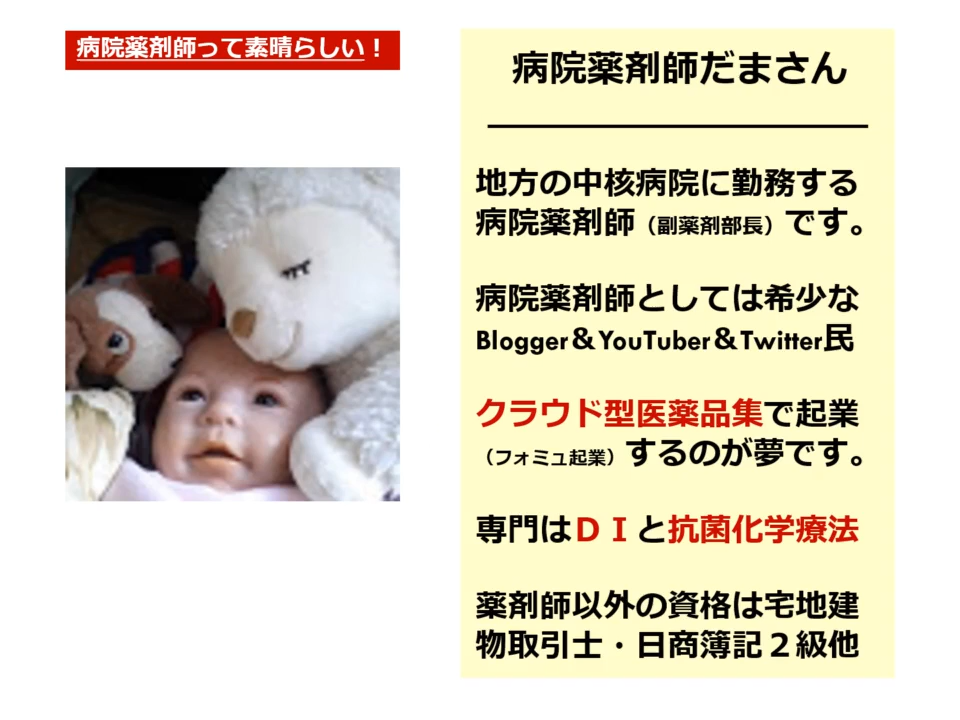 病院薬剤師って素晴らしい！
病院薬剤師だまさん
地方の中核病院に勤務する
病院薬剤師（副薬剤部長）です。
病院薬剤師としては希少な
Blogger＆YouTuber＆Twitter民
クラウド型医薬品集で起業
（フォミュ起業）するのが夢です。
専門はＤＩと抗菌化学療法
薬剤師以外の資格は宅地建
物取引士・日商簿記２級他